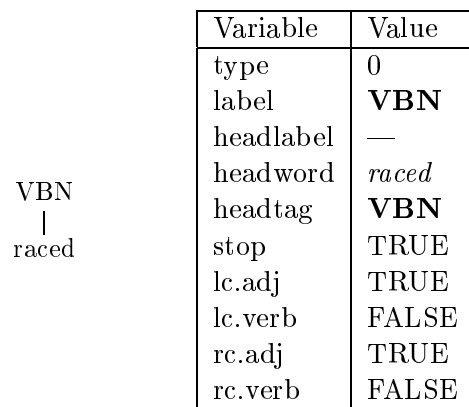 VBN
raced
Variable Value
type 0
label VBN
headlabel —
headword raced
headtag VBN
stop TRUE
lc.adj TRUE
lc.verb FALSE
rc.adj TRUE
rc.verb FALSE